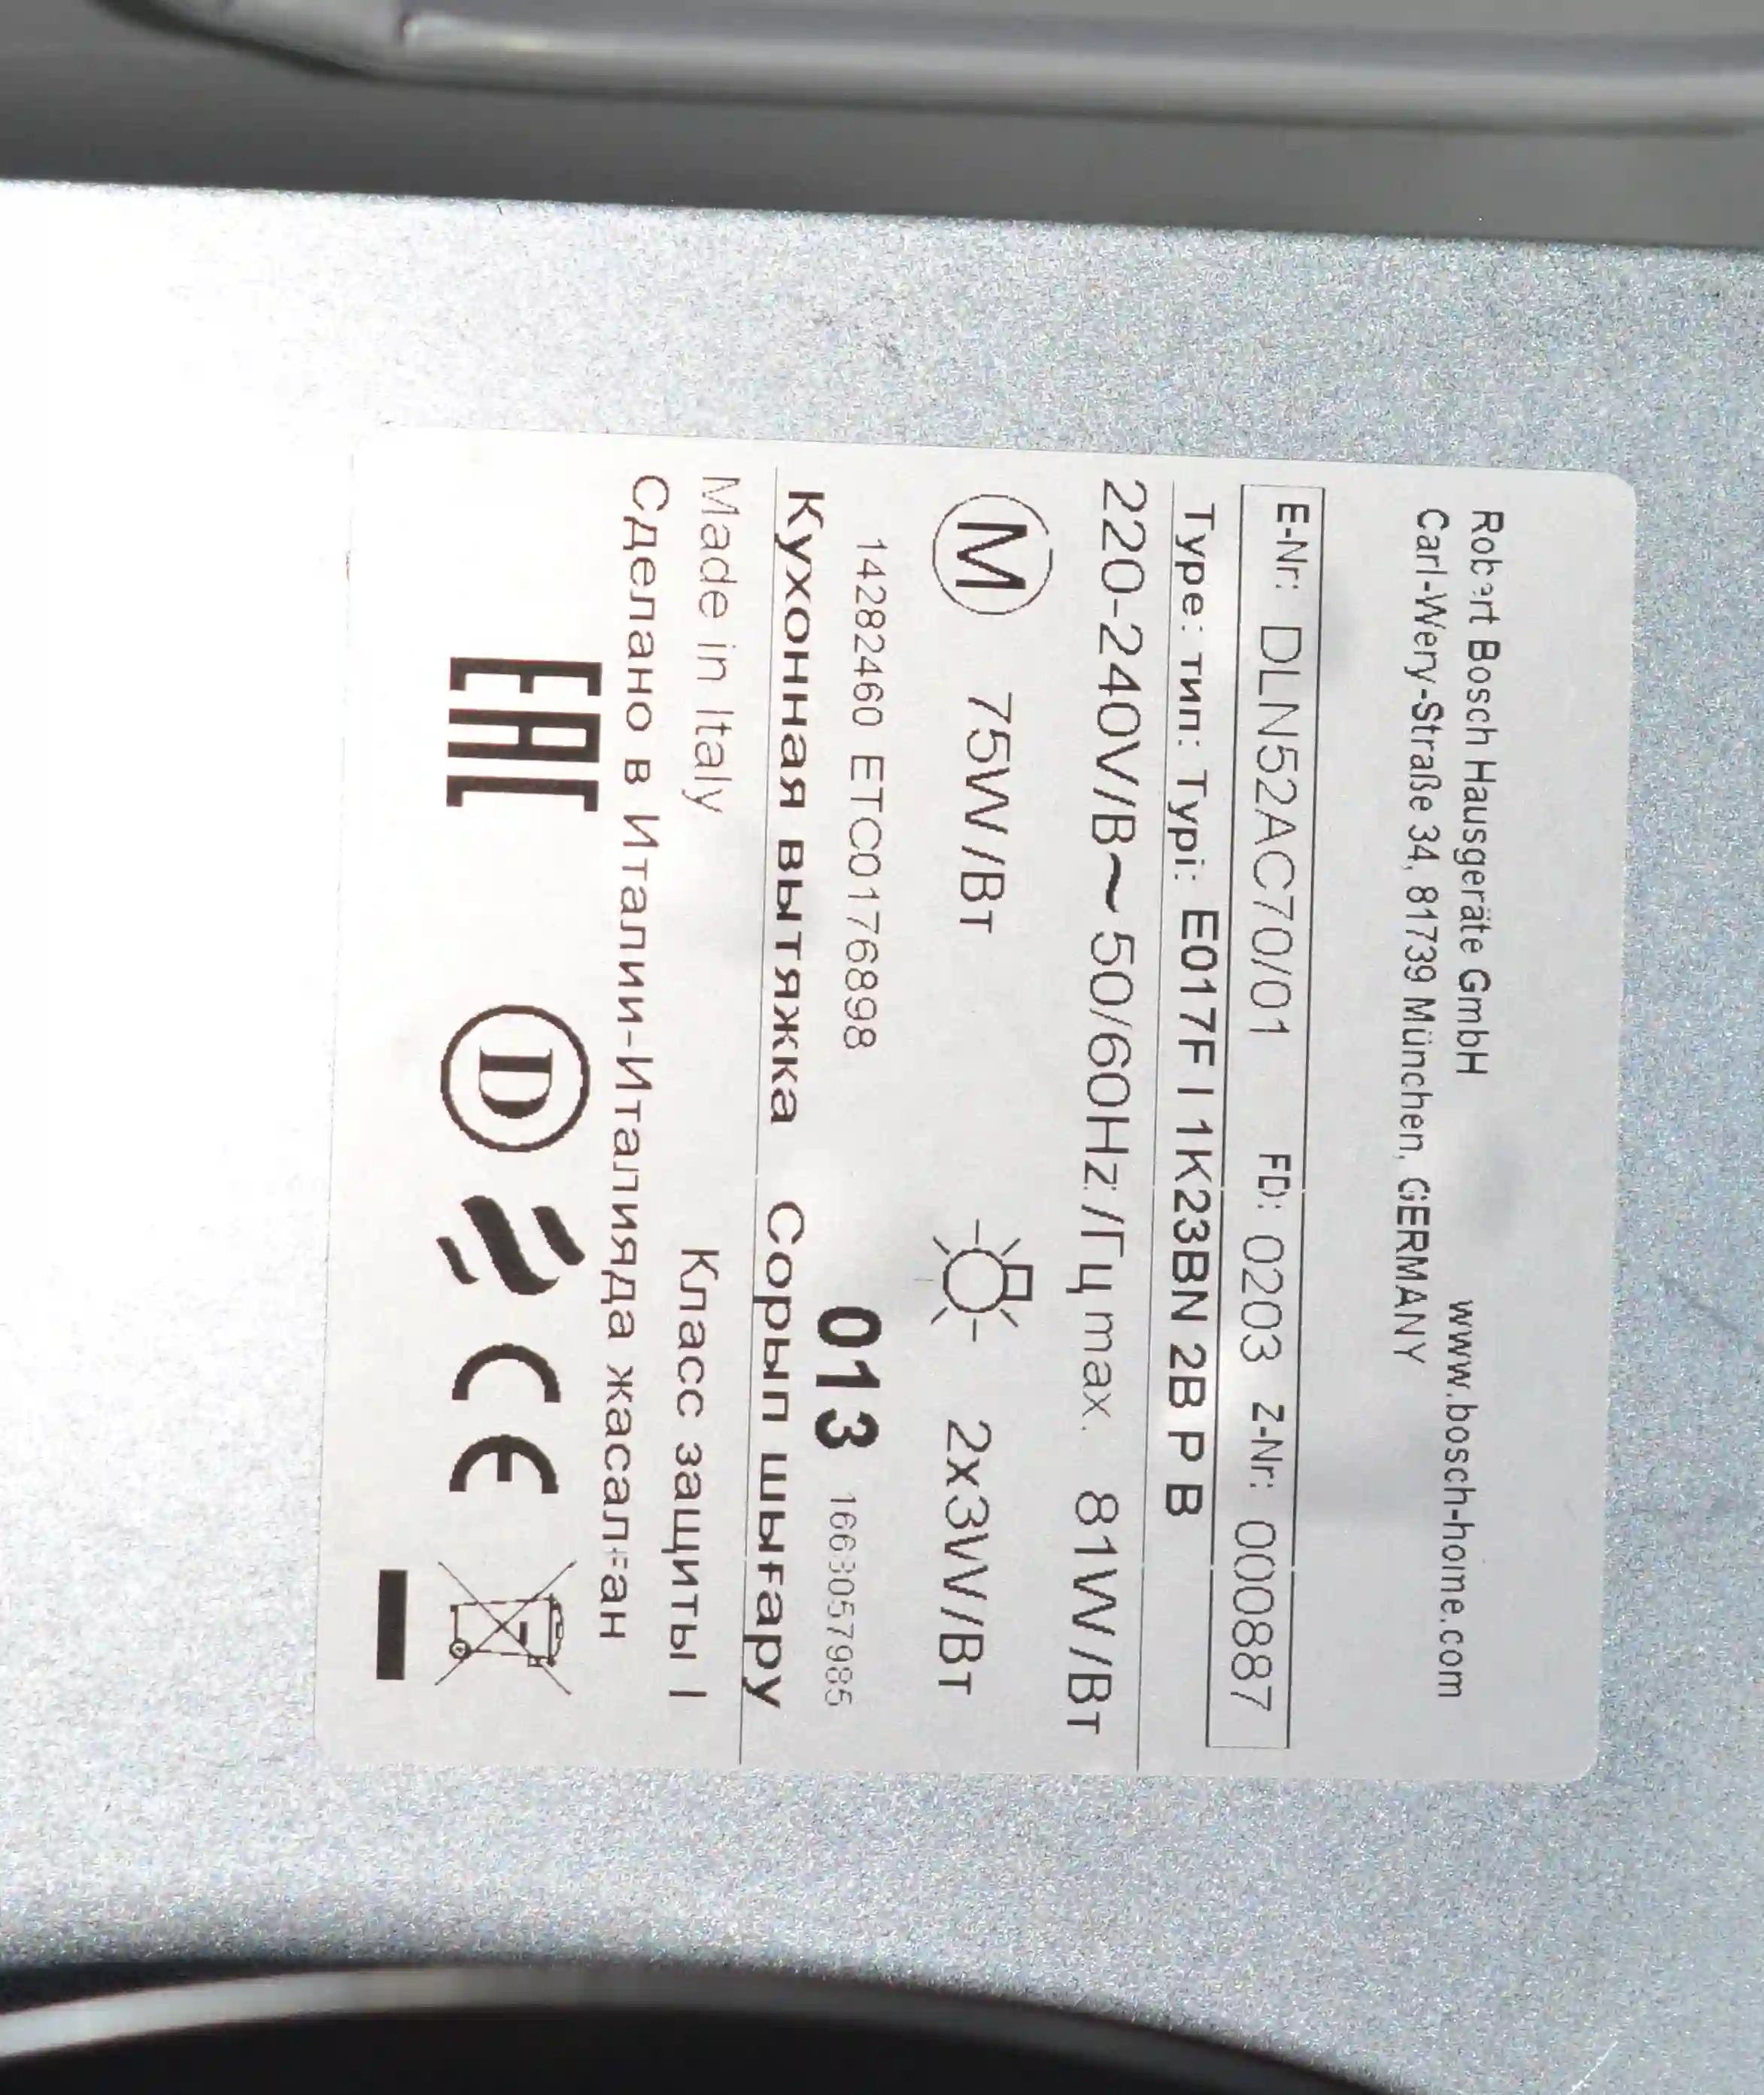 Robert Bosch Hausgeräte GmbH www.bosch-home.com
Carl-Wery-Straße 34, 81739 München, GERMANY
E-Nr: DLN52AC70/01 FD: 0203 Z-Nr: 000887
Type: тип: Typi: E017F I 1K23BN 2B P B
220-240V/В~50/60Hz/Гц max. 81W/Вт
M 75W/Вт 2x3W/Вт
14282460 ETC0176898 013 1663057985
Кухонная вытяжка Сорып шығару
Made in Italy Класс защиты I
Сделано в Италии-Италияда жасалған
EAC D CE